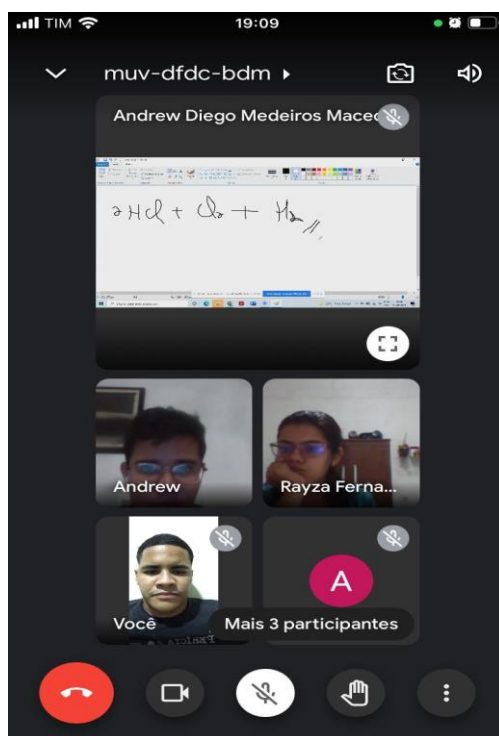 TIM 19:09
muv-dfdc-bdm
Andrew Diego Medeiros Maced
2HCl + Cl2 + H2
Andrew
Rayza Ferna...
Você
A
Mais 3 participantes